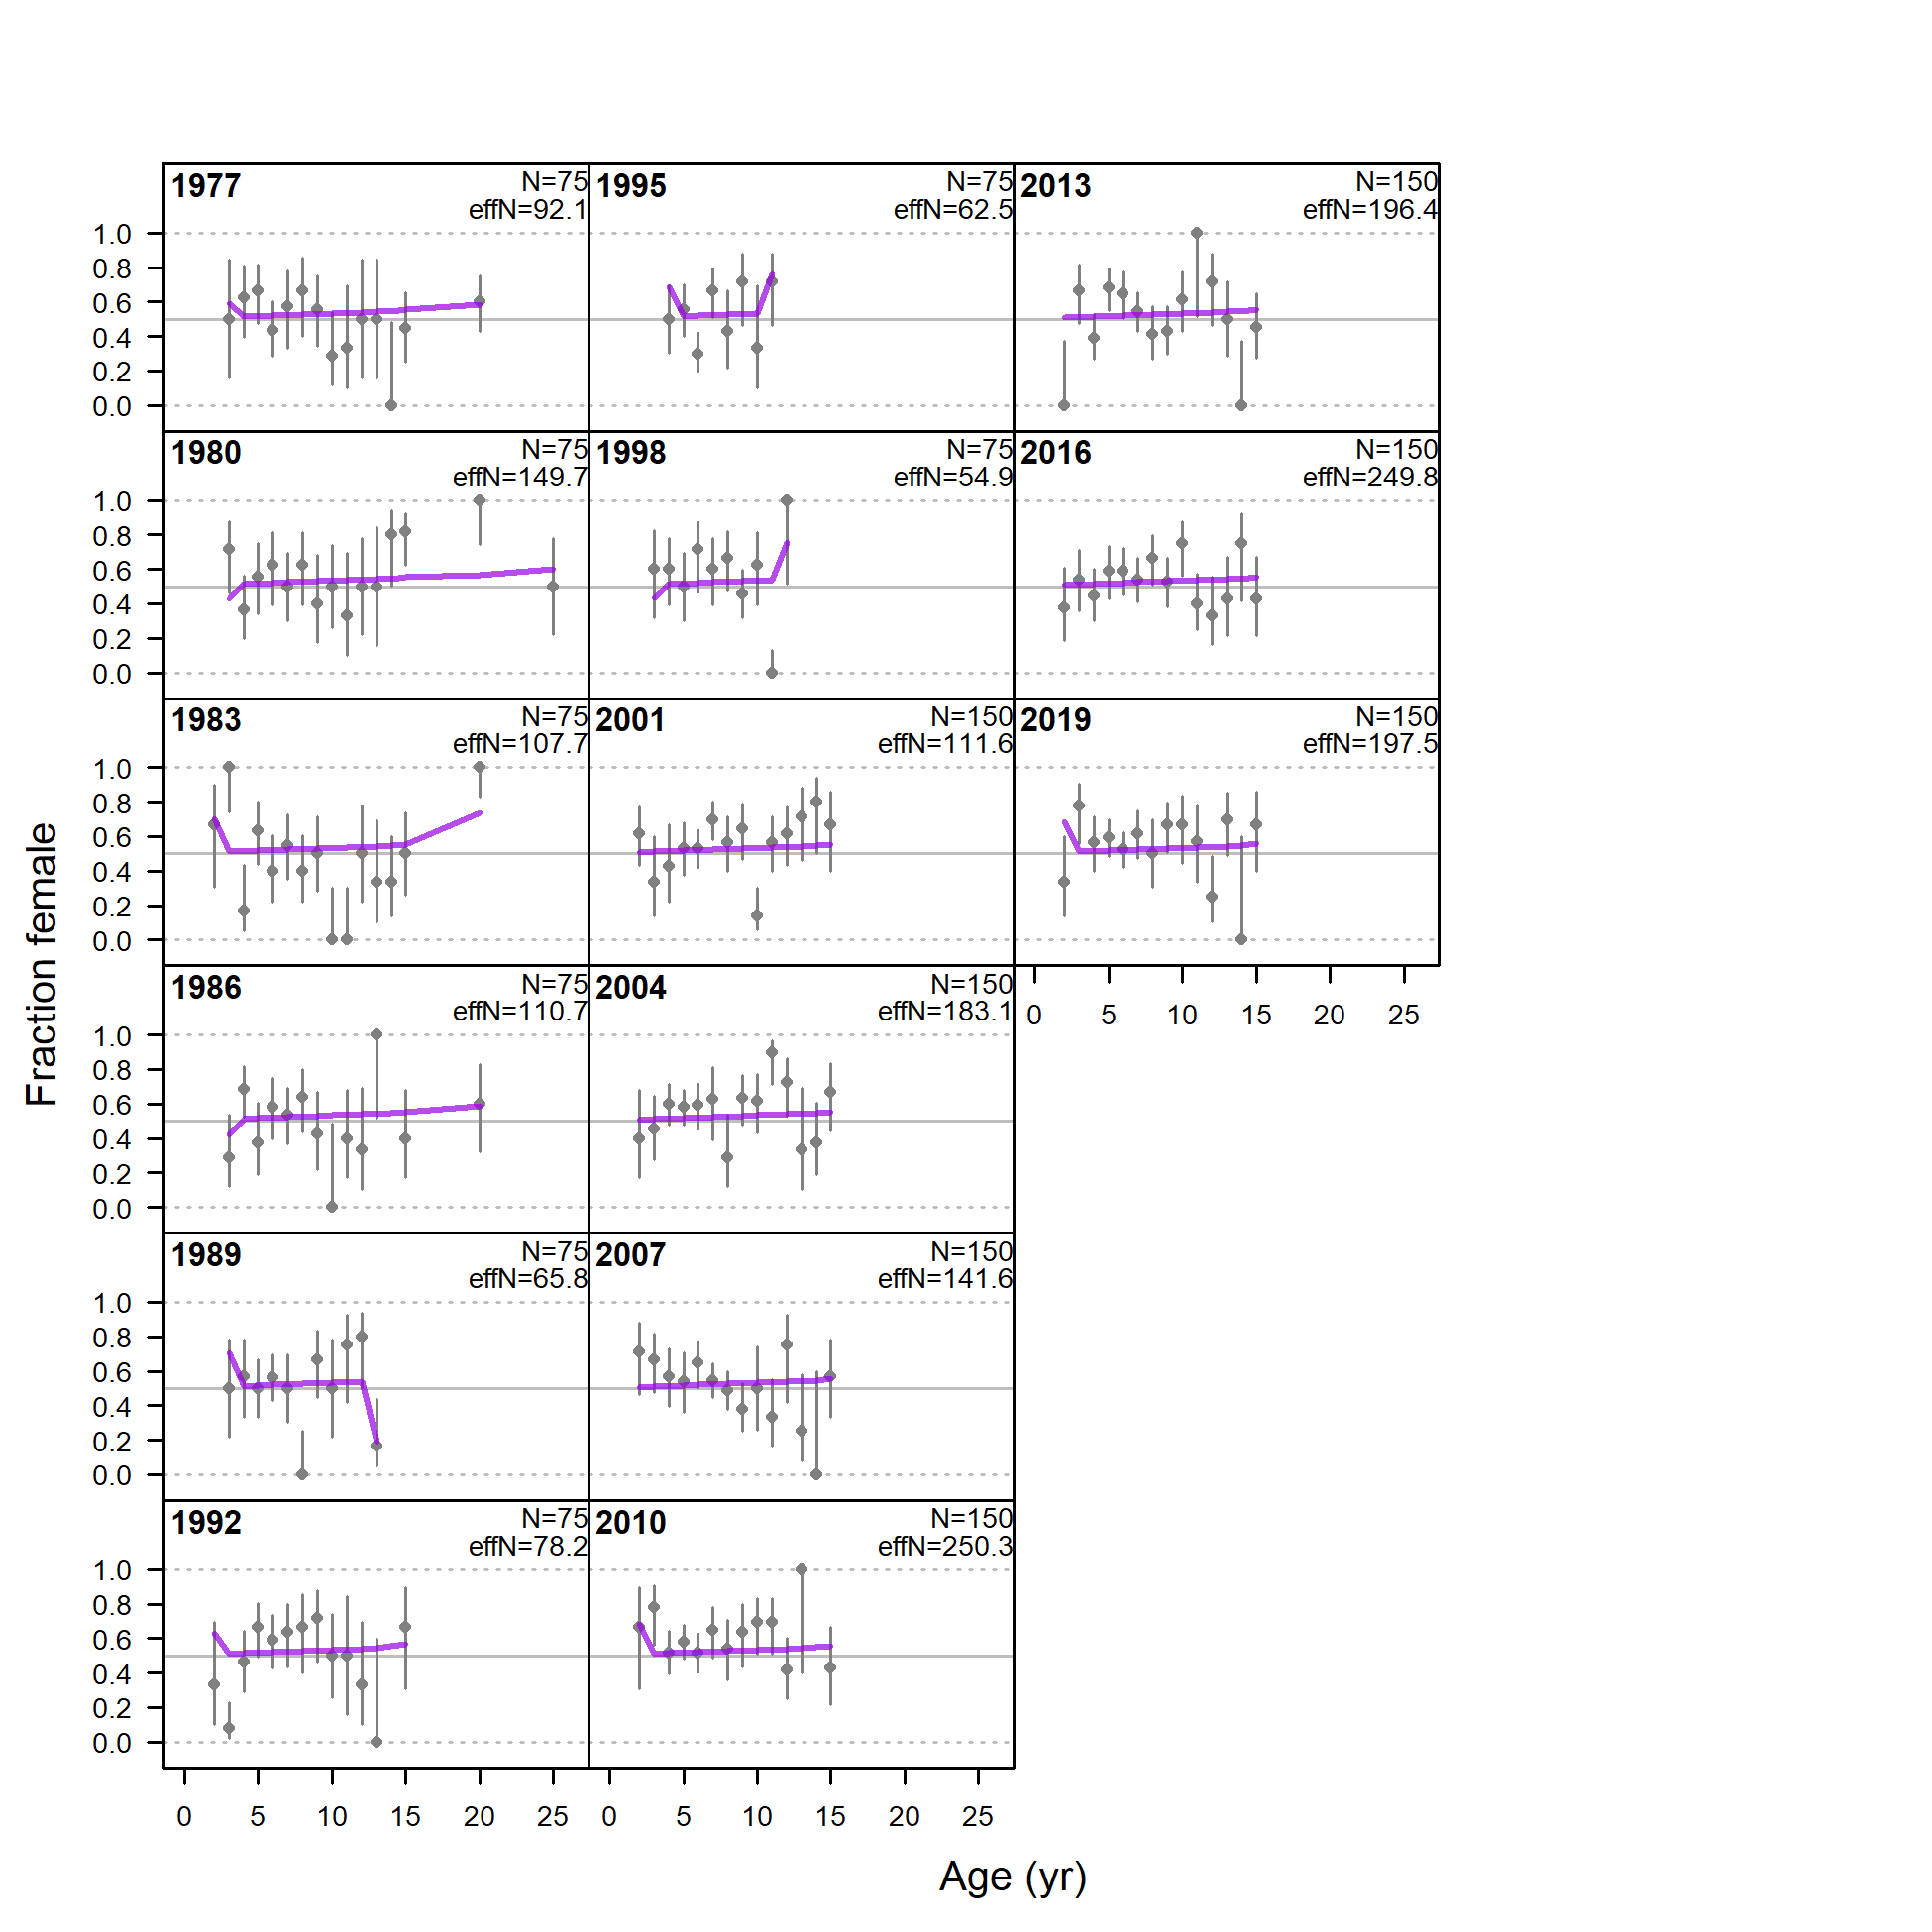 1977
N=75
effN=92.1
1995
N=75
effN=62.5
2013
N=150
effN=196.4
1.0
0.8
0.6
0.4
0.2
0.0
1980
N=75
effN=149.7
1998
N=75
effN=54.9
2016
N=150
effN=249.8
1.0
0.8
0.6
0.4
0.2
0.0
1983
N=75
effN=107.7
2001
N=150
effN=111.6
2019
N=150
effN=197.5
1.0
0.8
0.6
0.4
0.2
0.0
1986
N=75
effN=110.7
2004
N=150
effN=183.1
0 5 10 15 20 25
1.0
0.8
0.6
0.4
0.2
0.0
1989
N=75
effN=65.8
2007
N=150
effN=141.6
1.0
0.8
0.6
0.4
0.2
0.0
1992
N=75
effN=78.2
2010
N=150
effN=250.3
1.0
0.8
0.6
0.4
0.2
0.0
0 5 10 15 20 25 0 5 10 15 20 25
Fraction female
Age (yr)